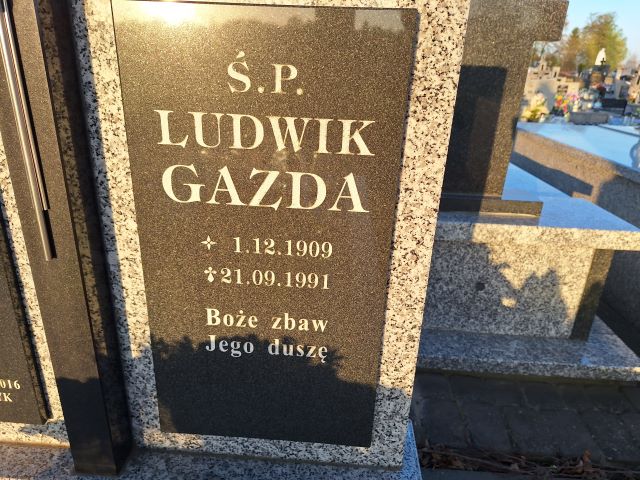 Ś.P.
LUDWIK
GAZDA
1.12.1909
21.09.1991
Boże zbaw
Jego duszę